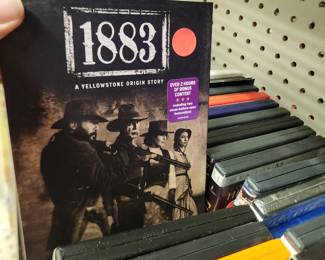 1883
A YELLOWSTONE ORIGIN STORY
OVER 2 HOURS
OF BONUS
CONTENT